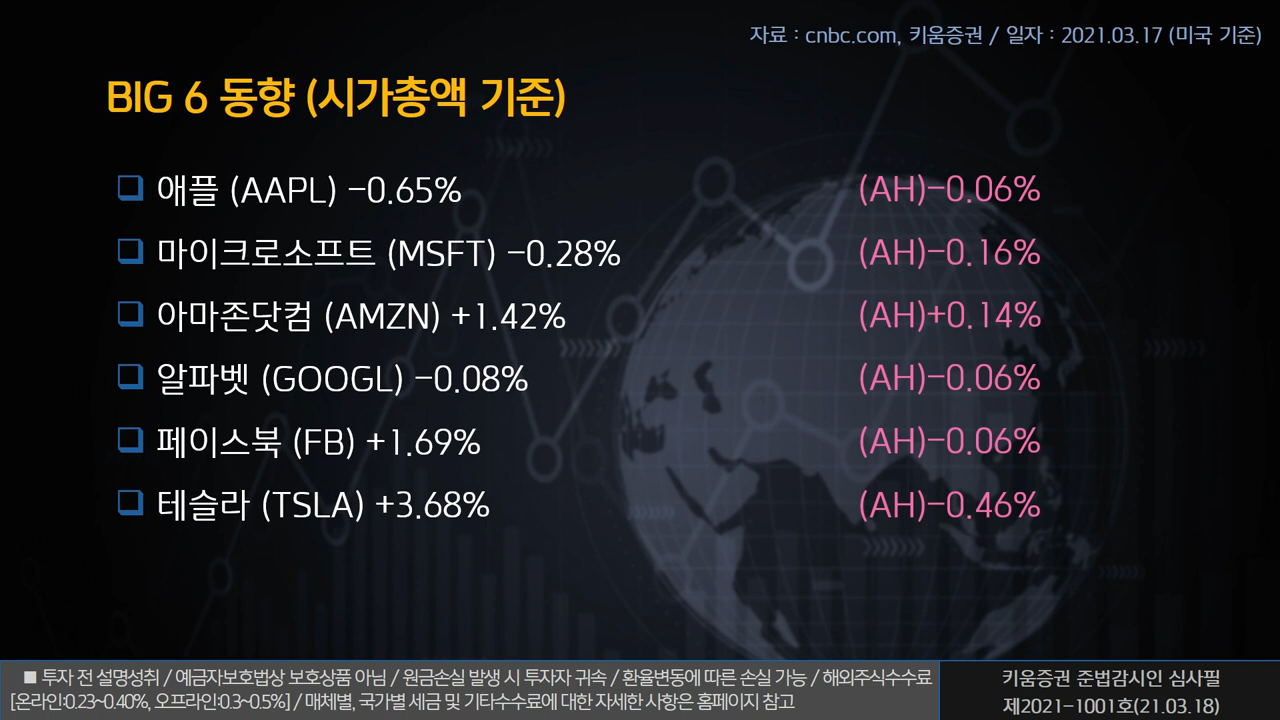 자료 : cnbc.com, 키움증권 / 일자 : 2021.03.17 (미국 기준)
BIG 6 동향 (시가총액 기준)
❏ 애플 (AAPL) -0.65% (AH)-0.06%
❏ 마이크로소프트 (MSFT) -0.28% (AH)-0.16%
❏ 아마존닷컴 (AMZN) +1.42% (AH)+0.14%
❏ 알파벳 (GOOGL) -0.08% (AH)-0.06%
❏ 페이스북 (FB) +1.69% (AH)-0.06%
❏ 테슬라 (TSLA) +3.68% (AH)-0.46%
■ 투자 전 설명성취 / 예금자보호법상 보호상품 아님 / 원금손실 발생 시 투자자 귀속 / 환율변동에 따른 손실 가능 / 해외주식수수료
[온라인:0.23~0.40%, 오프라인:0.3~0.5%] / 매체별, 국가별 세금 및 기타수수료에 대한 자세한 사항은 홈페이지 참고
키움증권 준법감시인 심사필
제2021-1001호(21.03.18)